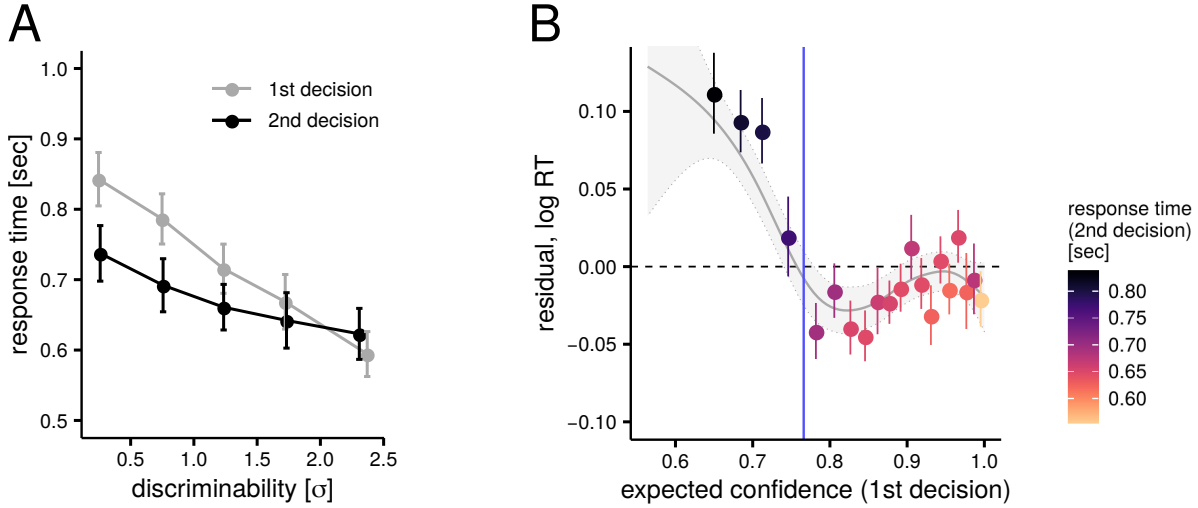 A
response time [sec]
1.0
0.9
0.8
0.7
0.6
0.5
1st decision
2nd decision
0.5
1.0
1.5
2.0
2.5
discriminability [σ]
B
residual, log RT
0.10
0.05
0.00
−0.05
−0.10
0.6
0.7
0.8
0.9
1.0
expected confidence (1st decision)
response time
(2nd decision)
[sec]
0.80
0.75
0.70
0.65
0.60